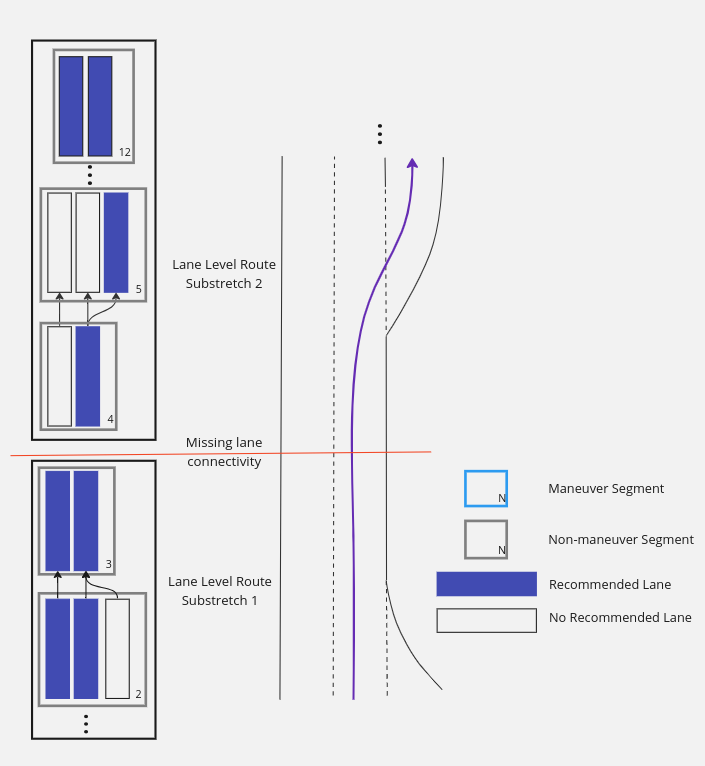 12
5
Lane Level Route
Substretch 2
4
Missing lane
connectivity
3
Lane Level Route
Substretch 1
2
N
Maneuver Segment
N
Non-maneuver Segment
Recommended Lane
No Recommended Lane